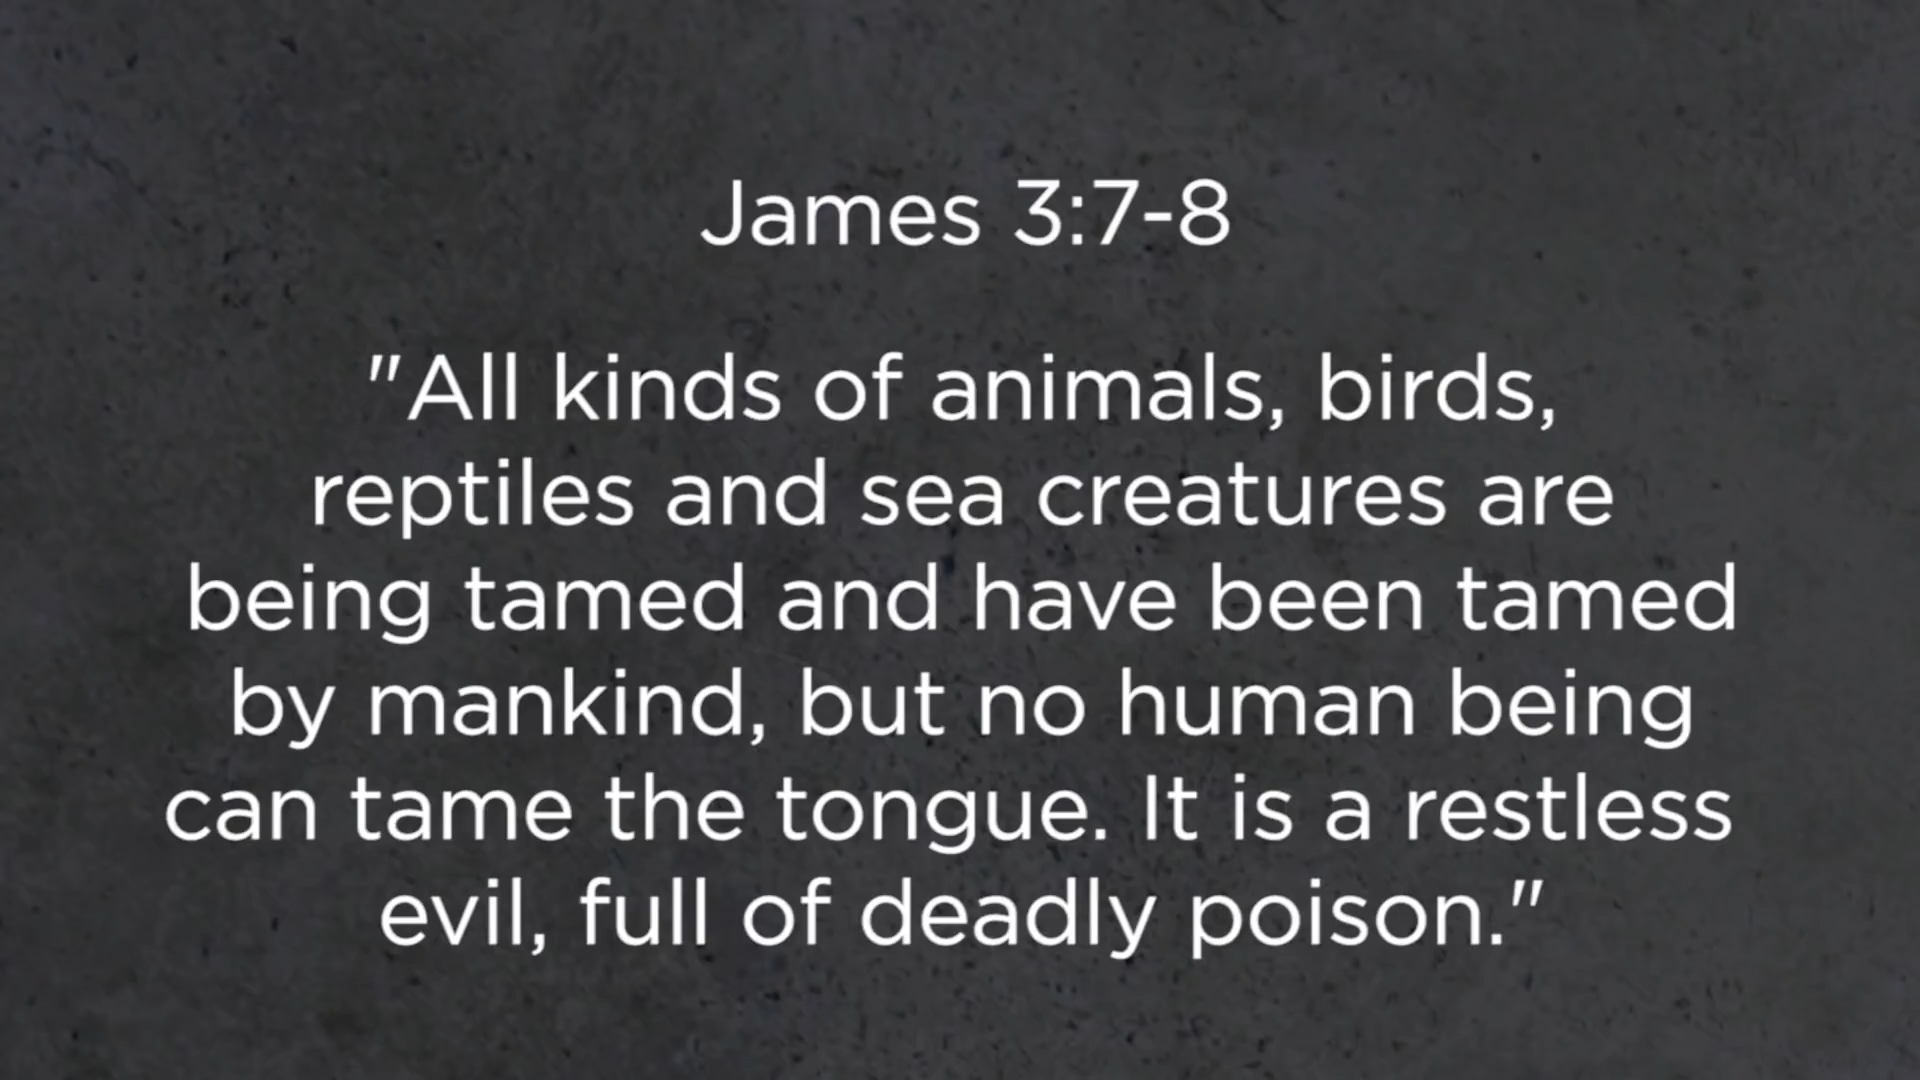 James 3:7-8
"All kinds of animals, birds,
reptiles and sea creatures are
being tamed and have been tamed
by mankind, but no human being
can tame the tongue. It is a restless
evil, full of deadly poison."